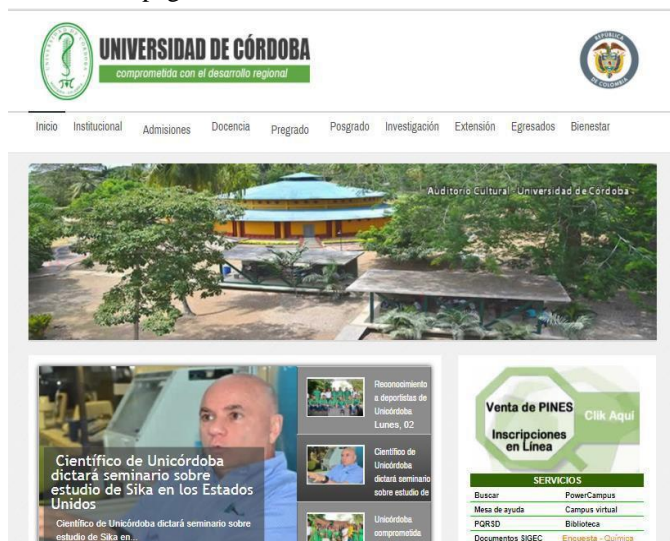 UNIVERSIDAD DE CÓRDOBA
comprometida con el desarrollo regional
REPÚBLICA
DE COLOMBIA
Inicio Institucional Admisiones Docencia Pregrado Posgrado Investigación Extensión Egresados Bienestar
Auditorio Cultural - Universidad de Córdoba -
Científico de Unicórdoba
dictará seminario sobre
estudio de Sika en los Estados
Unidos
Científico de Unicórdoba dictará seminario sobre
estudio de Sika en...
Reconocimiento
a deportistas de
Unicórdoba
Lunes, 02
Científico de
Unicórdoba
dictará seminario
sobre estudio de
Unicórdoba
comprometida
Venta de PINES
Clik Aquí
Inscripciones
en Línea
SERVICIOS
Buscar PowerCampus
Mesa de ayuda Campus virtual
PQRSD Biblioteca
Documentos SIGEC Encuesta - Química